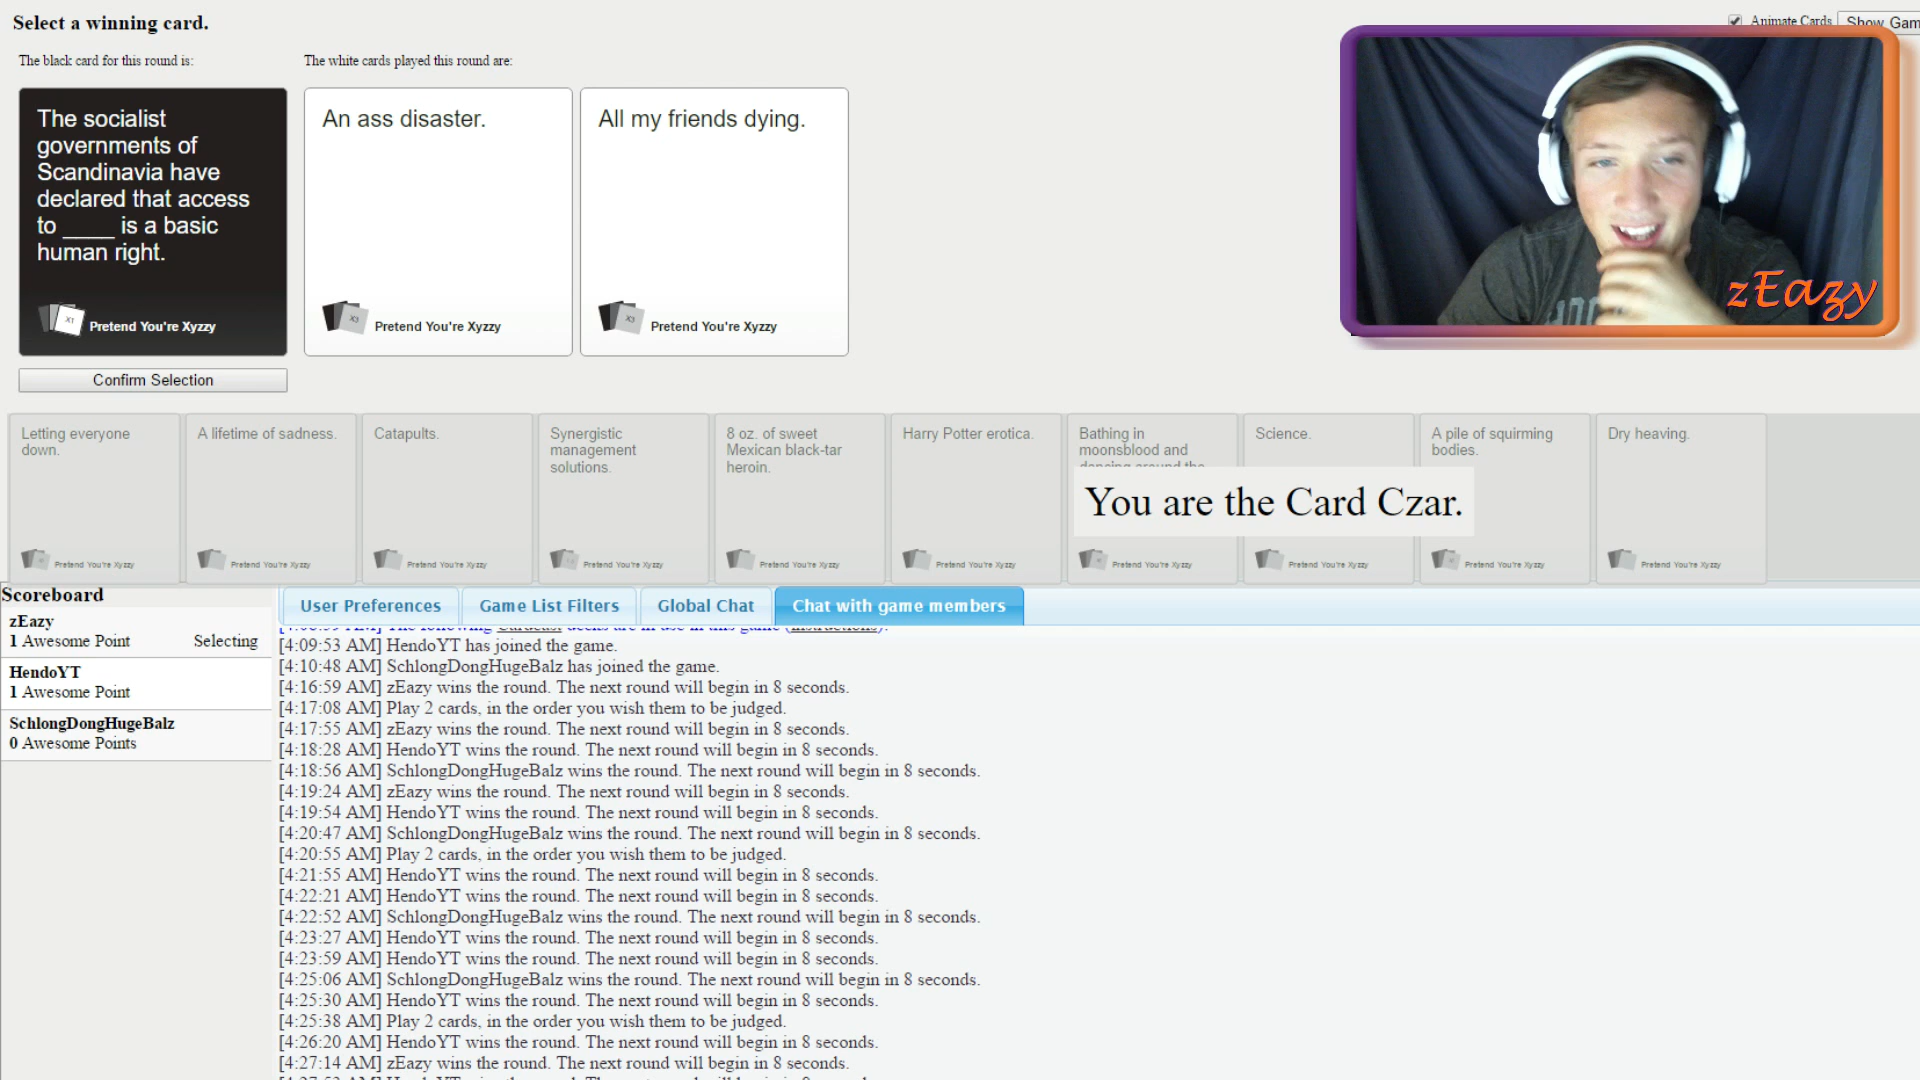 Select a winning card.
Animate Cards
Show Gam
The black card for this round is:
The white cards played this round are:
The socialist
governments of
Scandinavia have
declared that access
to ____ is a basic
human right.
X1
Pretend You're Xyzzy
An ass disaster.
X3
Pretend You're Xyzzy
All my friends dying.
X3
Pretend You're Xyzzy
zEazy
Confirm Selection
Letting everyone
down.
Pretend You're Xyzzy
A lifetime of sadness.
Pretend You're Xyzzy
Catapults.
Pretend You're Xyzzy
Synergistic
management
solutions.
Pretend You're Xyzzy
8 oz. of sweet
Mexican black-tar
heroin.
Pretend You're Xyzzy
Harry Potter erotica.
Pretend You're Xyzzy
Bathing in
moonsblood and
dancing around the
Pretend You're Xyzzy
Science.
Pretend You're Xyzzy
A pile of squirming
bodies.
Pretend You're Xyzzy
Dry heaving.
Pretend You're Xyzzy
You are the Card Czar.
Scoreboard
zEazy
1 Awesome Point
Selecting
HendoYT
1 Awesome Point
SchlongDongHugeBalz
0 Awesome Points
User Preferences
Game List Filters
Global Chat
Chat with game members
[4:09:53 AM] HendoYT has joined the game.
[4:10:48 AM] SchlongDongHugeBalz has joined the game.
[4:16:59 AM] zEazy wins the round. The next round will begin in 8 seconds.
[4:17:08 AM] Play 2 cards, in the order you wish them to be judged.
[4:17:55 AM] zEazy wins the round. The next round will begin in 8 seconds.
[4:18:28 AM] HendoYT wins the round. The next round will begin in 8 seconds.
[4:18:56 AM] SchlongDongHugeBalz wins the round. The next round will begin in 8 seconds.
[4:19:24 AM] zEazy wins the round. The next round will begin in 8 seconds.
[4:19:54 AM] HendoYT wins the round. The next round will begin in 8 seconds.
[4:20:47 AM] SchlongDongHugeBalz wins the round. The next round will begin in 8 seconds.
[4:20:55 AM] Play 2 cards, in the order you wish them to be judged.
[4:21:55 AM] HendoYT wins the round. The next round will begin in 8 seconds.
[4:22:21 AM] HendoYT wins the round. The next round will begin in 8 seconds.
[4:22:52 AM] SchlongDongHugeBalz wins the round. The next round will begin in 8 seconds.
[4:23:27 AM] HendoYT wins the round. The next round will begin in 8 seconds.
[4:23:59 AM] HendoYT wins the round. The next round will begin in 8 seconds.
[4:25:06 AM] SchlongDongHugeBalz wins the round. The next round will begin in 8 seconds.
[4:25:30 AM] HendoYT wins the round. The next round will begin in 8 seconds.
[4:25:38 AM] Play 2 cards, in the order you wish them to be judged.
[4:26:20 AM] HendoYT wins the round. The next round will begin in 8 seconds.
[4:27:14 AM] zEazy wins the round. The next round will begin in 8 seconds.